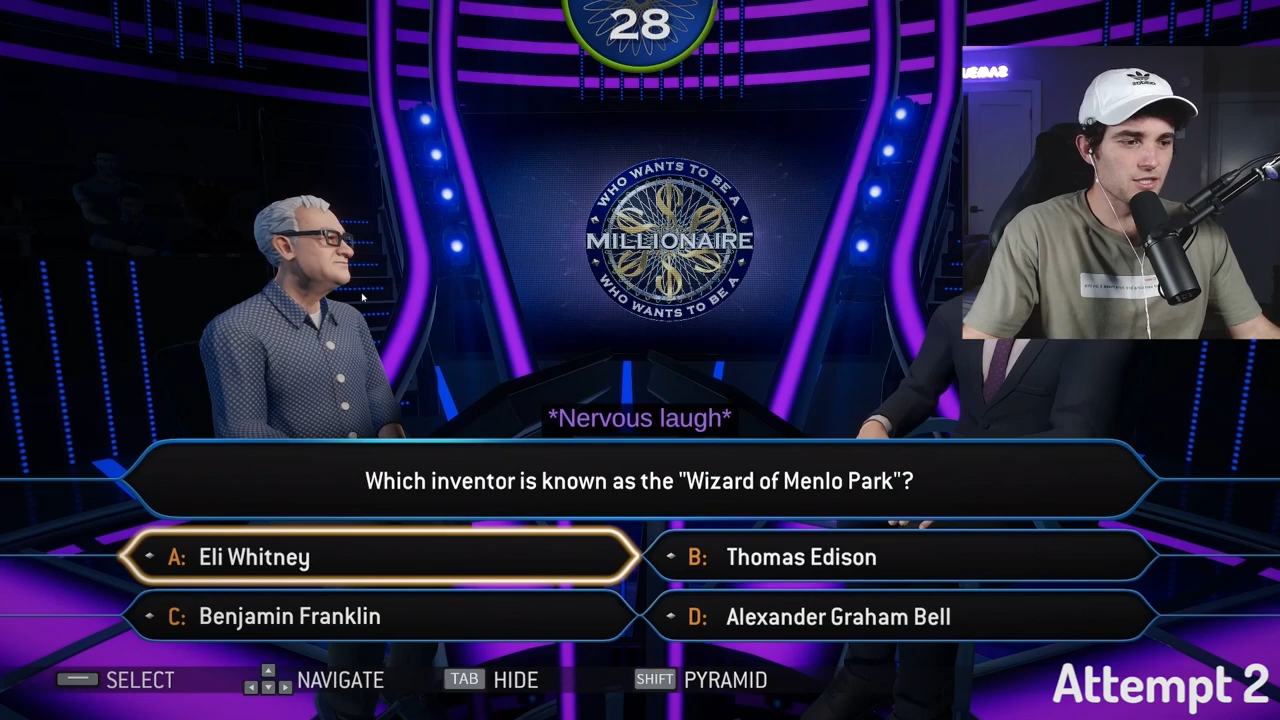 28
WHO WANTS TO BE A
MILLIONAIRE
WHO WANTS TO BE A
*Nervous laugh*
Which inventor is known as the "Wizard of Menlo Park"?
A: Eli Whitney
B: Thomas Edison
C: Benjamin Franklin
D: Alexander Graham Bell
SELECT
NAVIGATE
TAB HIDE
SHIFT PYRAMID
Attempt 2